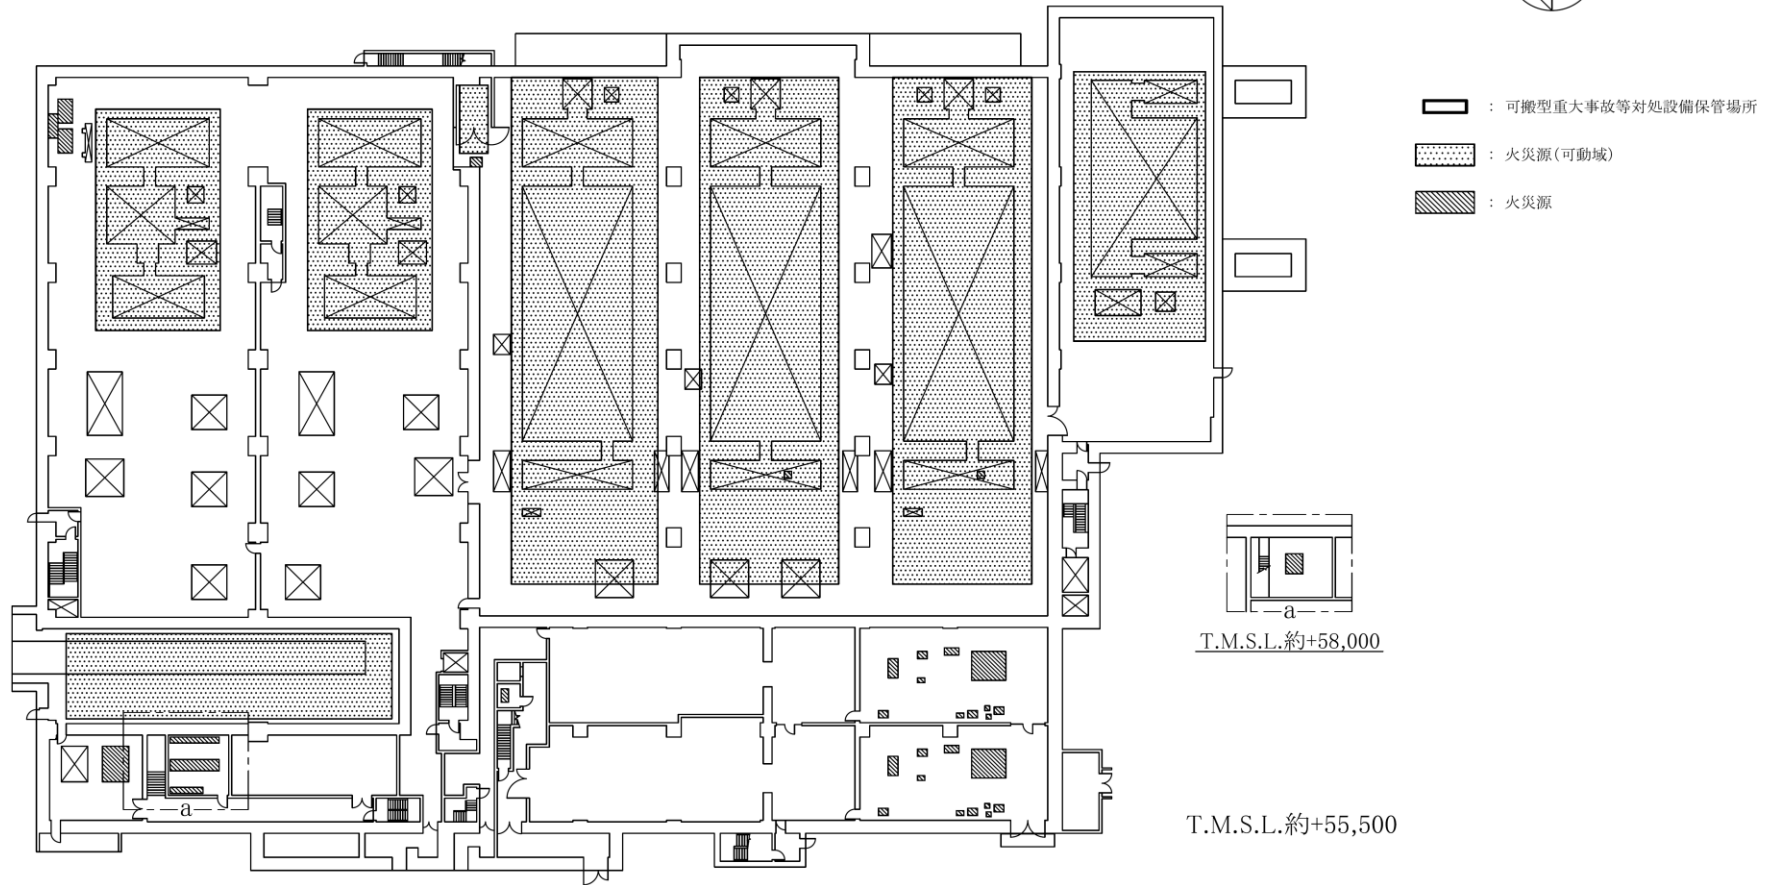 ： 可搬型重大事故等対処設備保管場所
： 火災源(可動域)
： 火災源
a
T.M.S.L.約+58,000
a
T.M.S.L.約+55,500